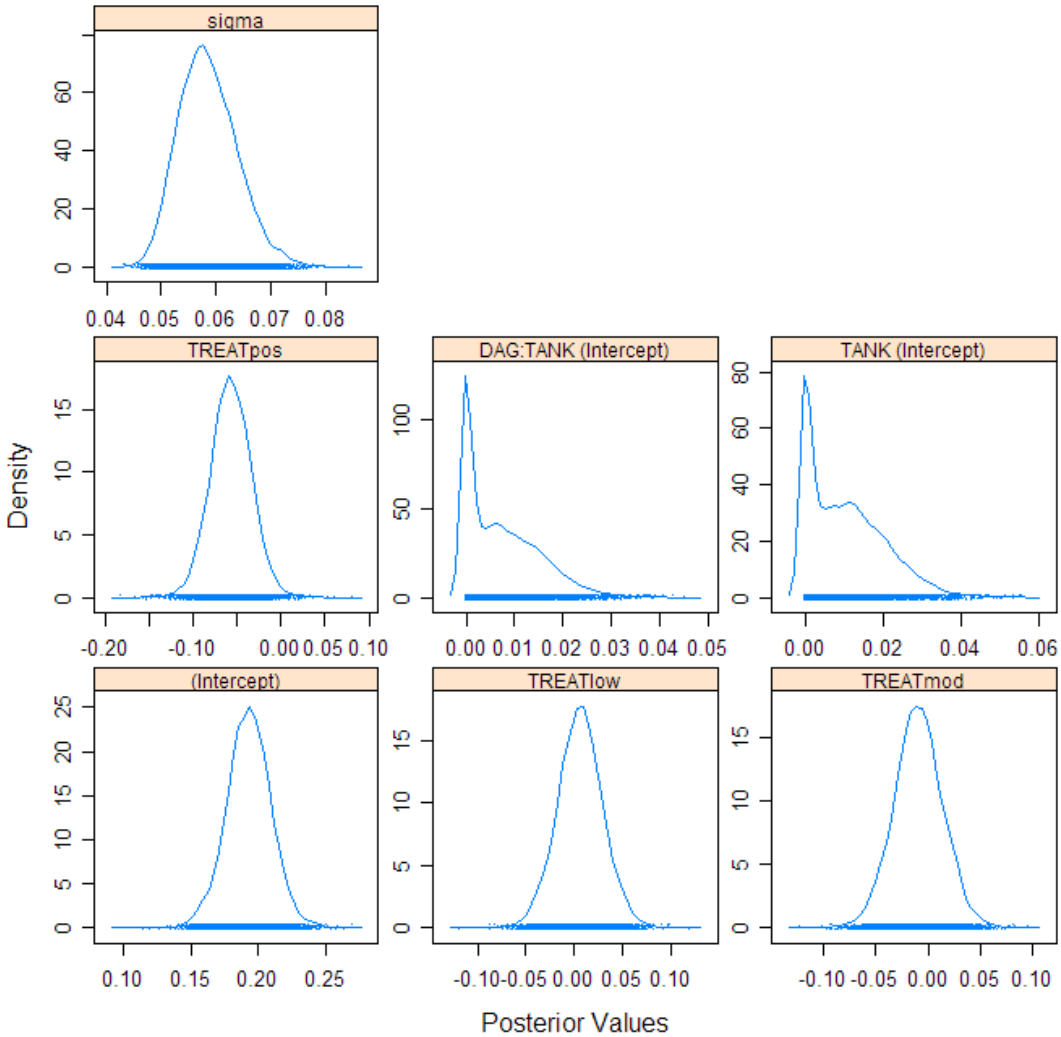 sigma
0 20 40 60
0.04 0.05 0.06 0.07 0.08
TREATpos
0 5 10 15
-0.20 -0.10 0.00 0.05 0.10
DAG:TANK (Intercept)
0 50 100
0.00 0.01 0.02 0.03 0.04 0.05
TANK (Intercept)
0 20 40 60 80
0.00 0.02 0.04 0.06
(Intercept)
0 5 10 15 20 25
0.10 0.15 0.20 0.25
TREATlow
0 5 10 15
-0.10 -0.05 0.00 0.05 0.10
TREATmod
0 5 10 15
-0.10 -0.05 0.00 0.05 0.10
Density
Posterior Values